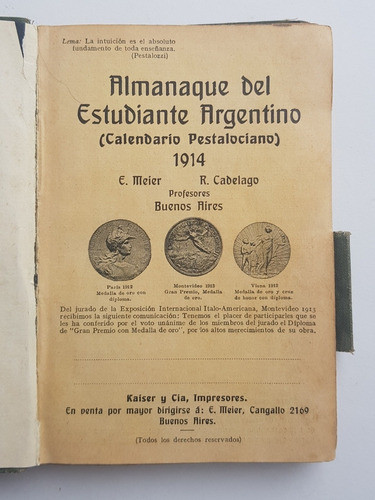 Lema: La intuición es el absoluto
fundamento de toda enseñanza.
(Pestalozzi)
Almanaque del
Estudiante Argentino
(Calendario Pestalociano)
1914
E. Meier R. Cadelago
Profesores
Buenos Aires
París 1912 Montevideo 1913 Viena 1913
Medalla de oro con Gran Premio, Medalla Medalla de oro y cruz
diploma. de oro. de honor con diploma.
Del jurado de la Exposición Internacional Italo-Americana, Montevideo 1913
recibimos la siguiente comunicación: Tenemos el placer de participarles que se
les ha conferido por el voto unánime de los miembros del jurado el Diploma
de "Gran Premio con Medalla de oro", por los altos merecimientos de su obra.
Kaiser y Cía, Impresores.
En venta por mayor dirigirse á: E. Meier, Cangallo 2169
Buenos Aires.
(Todos los derechos reservados)